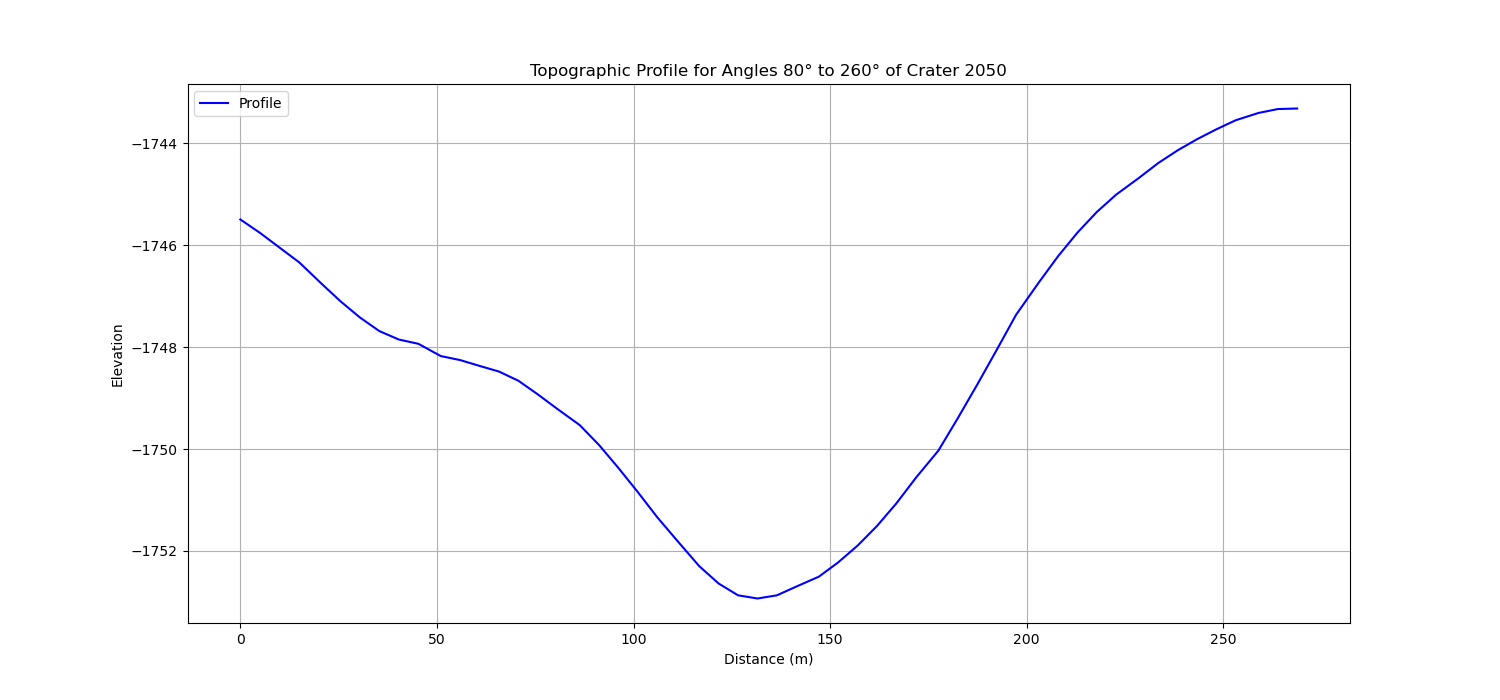 Topographic Profile for Angles 80° to 260° of Crater 2050
Profile
−1744
−1746
−1748
−1750
−1752
Elevation
0 50 100 150 200 250
Distance (m)